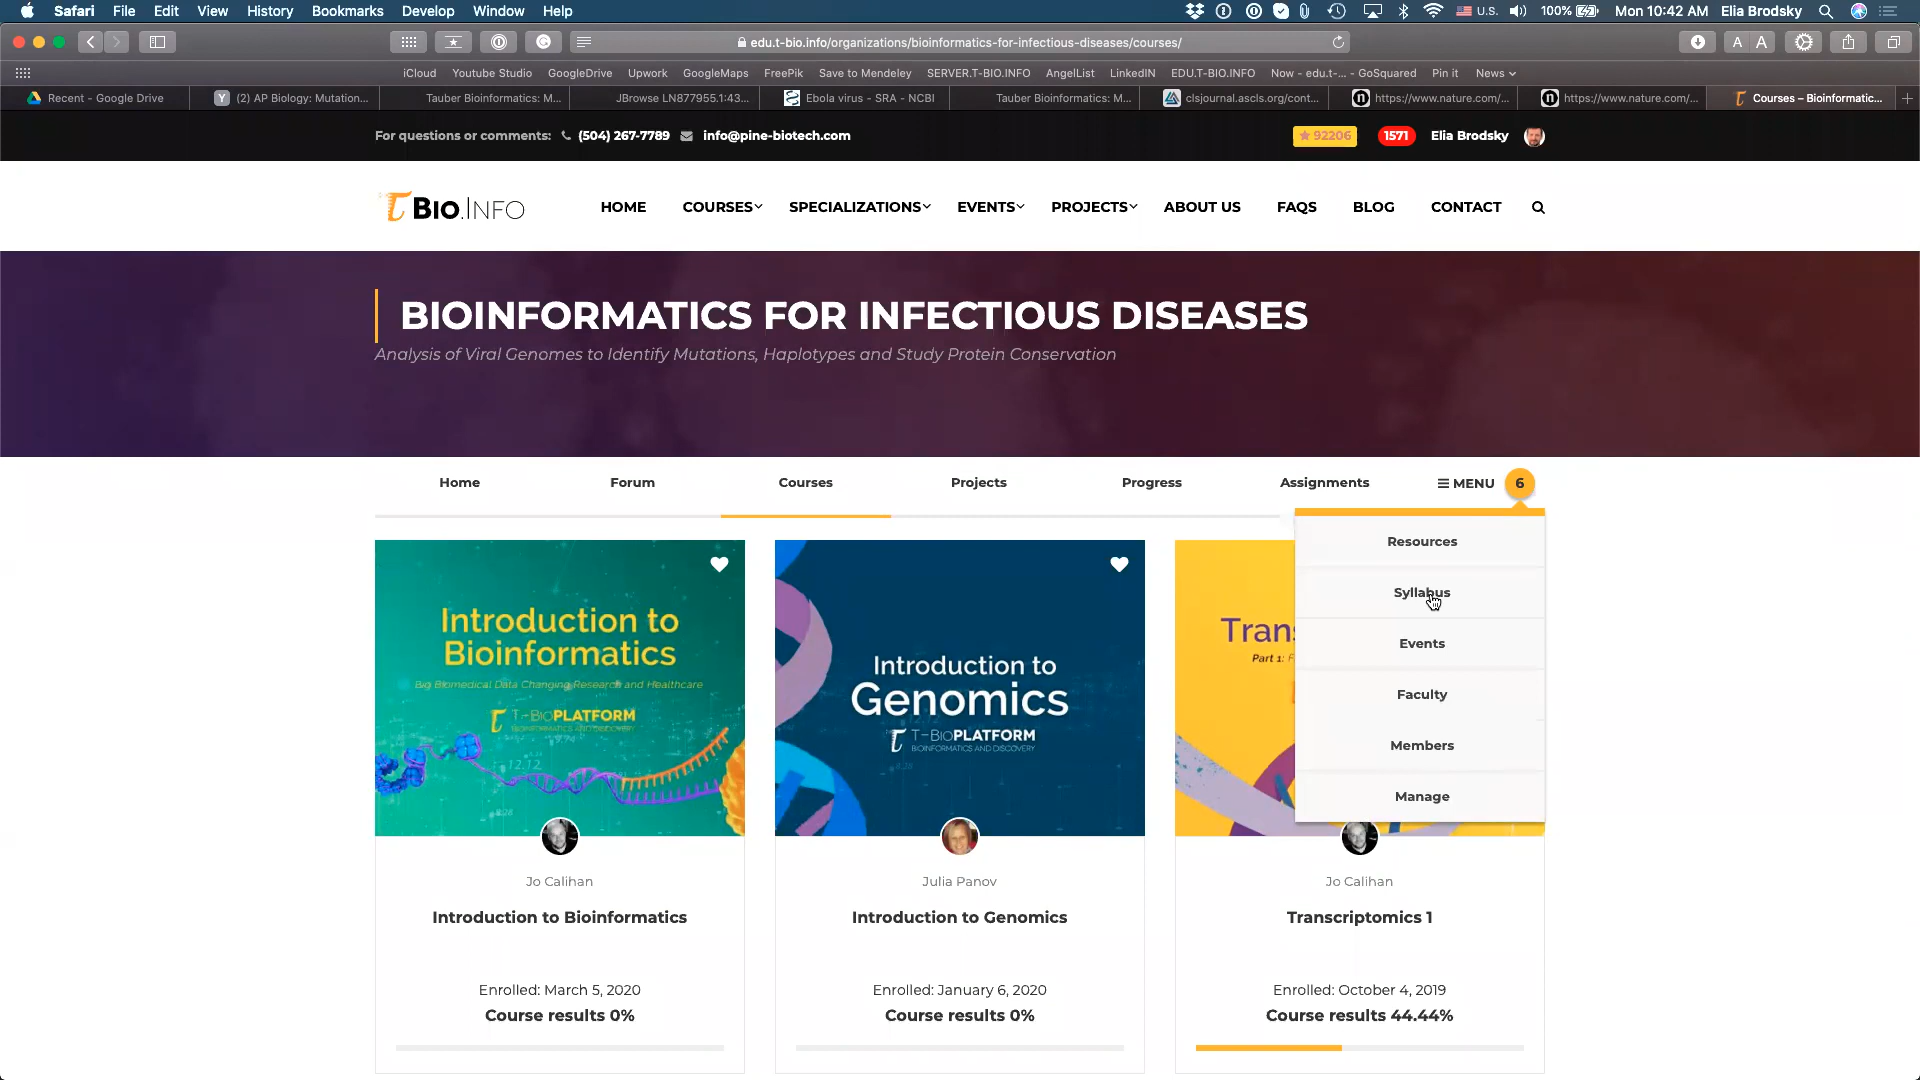 Safari File Edit View History Bookmarks Develop Window Help U.S. 100% Mon 10:42 AM Elia Brodsky
edu.t-bio.info/organizations/bioinformatics-for-infectious-diseases/courses/ A A
iCloud Youtube Studio GoogleDrive Upwork GoogleMaps FreePik Save to Mendeley SERVER.T-BIO.INFO AngelList LinkedIN EDU.T-BIO.INFO Now - edu.t-... - GoSquared Pin it News
Recent - Google Drive Y (2) AP Biology: Mutation... Tauber Bioinformatics: M... JBrowse LN877955.1:43... Ebola virus - SRA - NCBI Tauber Bioinformatics: M... clsjournal.ascls.org/cont... n https://www.nature.com/... n https://www.nature.com/... Courses – Bioinformatic...
For questions or comments: (504) 267-7789 info@pine-biotech.com 92206 1571 Elia Brodsky
BIO.INFO HOME COURSES SPECIALIZATIONS EVENTS PROJECTS ABOUT US FAQS BLOG CONTACT
BIOINFORMATICS FOR INFECTIOUS DISEASES
Analysis of Viral Genomes to Identify Mutations, Haplotypes and Study Protein Conservation
Home Forum Courses Projects Progress Assignments MENU 6
Resources
Syllabus
Events
Faculty
Members
Manage
Introduction to
Bioinformatics
Big Biomedical Data Changing Research and Healthcare
T-BioPLATFORM
BIOINFORMATICS AND DISCOVERY
12.12
Jo Calihan
Introduction to Bioinformatics
Enrolled: March 5, 2020
Course results 0%
Introduction to
Genomics
T-BioPLATFORM
BIOINFORMATICS AND DISCOVERY
Julia Panov
Introduction to Genomics
Enrolled: January 6, 2020
Course results 0%
Trans
Part 1: F
Jo Calihan
Transcriptomics 1
Enrolled: October 4, 2019
Course results 44.44%